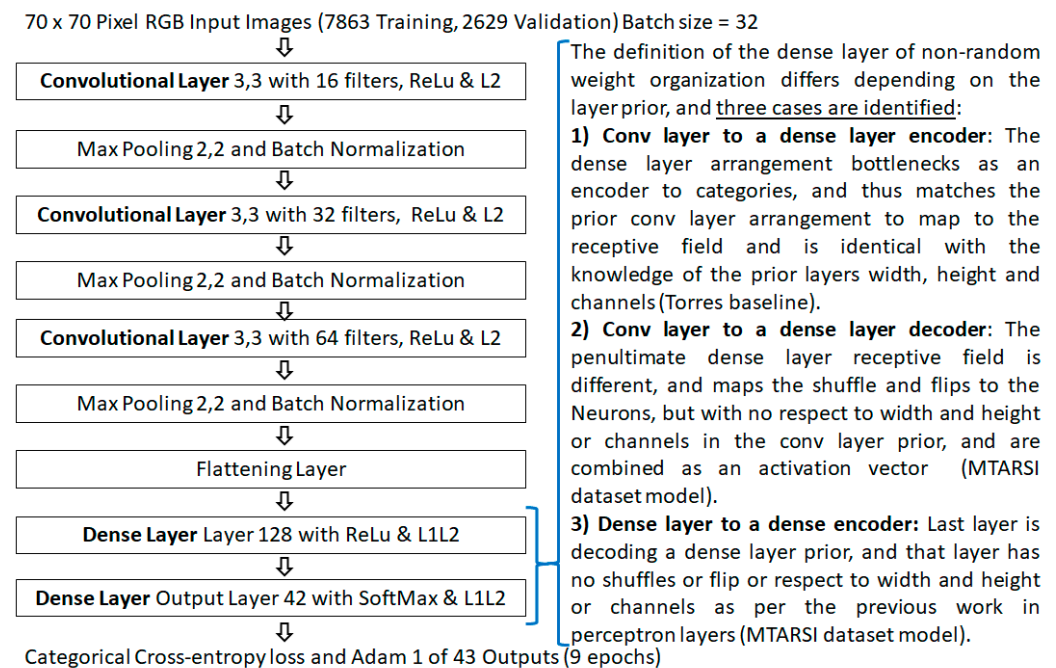 70 x 70 Pixel RGB Input Images (7863 Training, 2629 Validation) Batch size = 32
Convolutional Layer 3,3 with 16 filters, ReLu & L2
Max Pooling 2,2 and Batch Normalization
Convolutional Layer 3,3 with 32 filters, ReLu & L2
Max Pooling 2,2 and Batch Normalization
Convolutional Layer 3,3 with 64 filters, ReLu & L2
Max Pooling 2,2 and Batch Normalization
Flattening Layer
Dense Layer Layer 128 with ReLu & L1L2
Dense Layer Output Layer 42 with SoftMax & L1L2
Categorical Cross-entropy loss and Adam 1 of 43 Outputs (9 epochs)
The definition of the dense layer of non-random
weight organization differs depending on the
layer prior, and three cases are identified:
1) Conv layer to a dense layer encoder: The
dense layer arrangement bottlenecks as an
encoder to categories, and thus matches the
prior conv layer arrangement to map to the
receptive field and is identical with the
knowledge of the prior layers width, height and
channels (Torres baseline).
2) Conv layer to a dense layer decoder: The
penultimate dense layer receptive field is
different, and maps the shuffle and flips to the
Neurons, but with no respect to width and height
or channels in the conv layer prior, and are
combined as an activation vector (MTARSI
dataset model).
3) Dense layer to a dense encoder: Last layer is
decoding a dense layer prior, and that layer has
no shuffles or flip or respect to width and height
or channels as per the previous work in
perceptron layers (MTARSI dataset model).